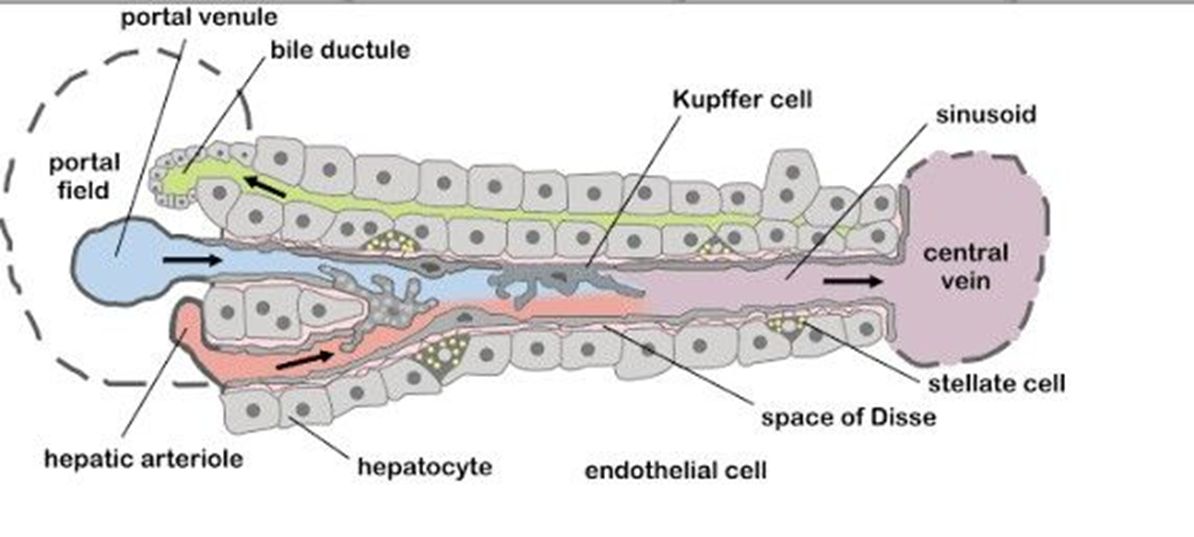 portal venule
bile ductule
Kupffer cell
sinusoid
portal
field
central
vein
stellate cell
space of Disse
hepatic arteriole
hepatocyte
endothelial cell